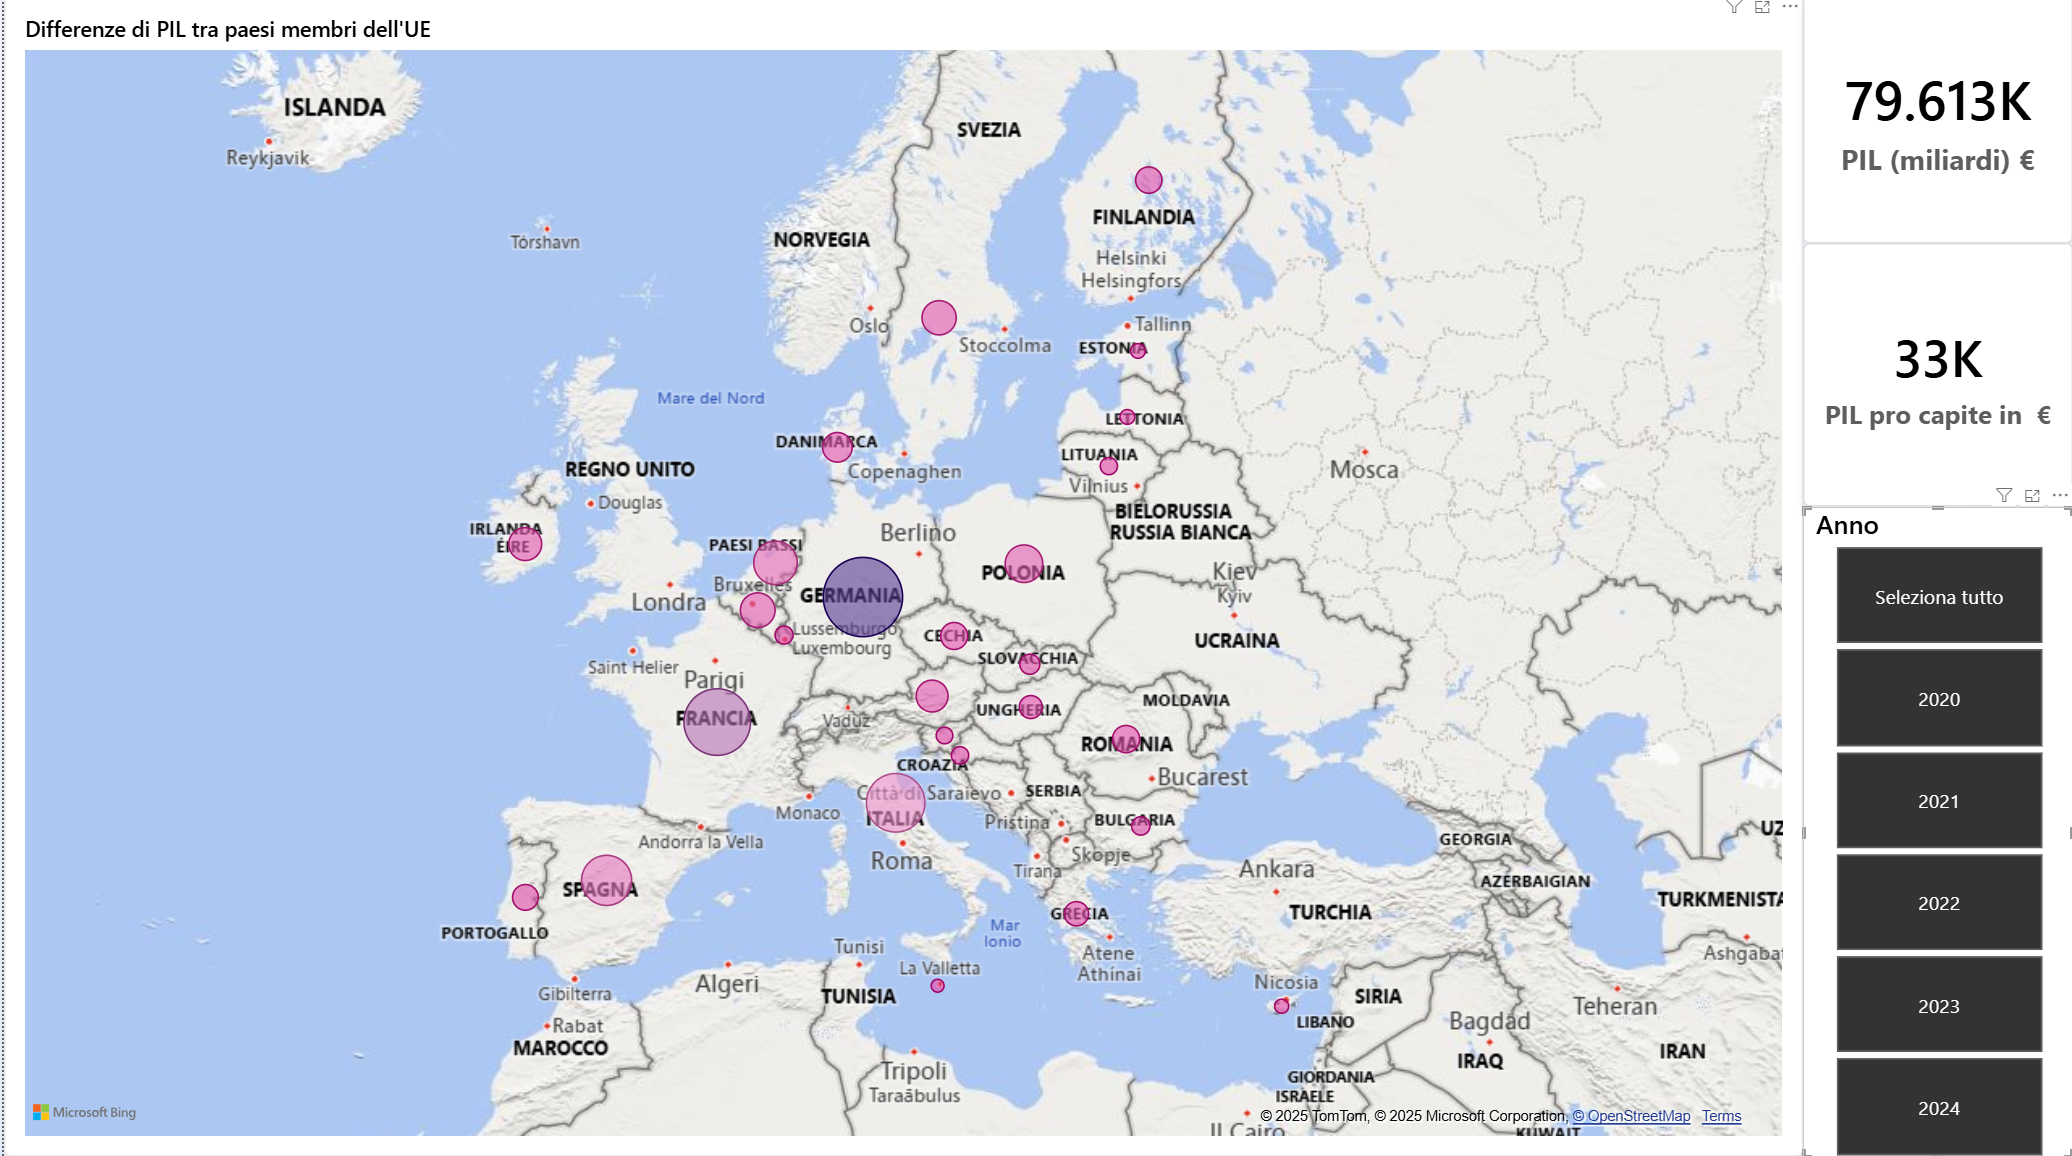 Differenze di PIL tra paesi membri dell'UE
ISLANDA
Reykjavik
Tórshavn
SVEZIA
NORVEGIA
FINLANDIA
Helsinki
Helsingfors
Oslo
Stoccolma
Tallinn
ESTONIA
Mare del Nord
LETTONIA
DANIMARCA
Copenaghen
LITUANIA
Vilnius
Mosca
REGNO UNITO
Douglas
BIELORUSSIA
RUSSIA BIANCA
IRLANDA
ÉIRE
PAESI BASSI
Berlino
POLONIA
Bruxelles
GERMANIA
Londra
Kiev
Kyiv
Lussemburgo
Luxembourg
CECHIA
UCRAINA
SLOVACCHIA
Saint Helier
Parigi
FRANCIA
Vaduz
UNGHERIA
MOLDAVIA
ROMANIA
CROAZIA
Bucarest
Città di
Saraievo
SERBIA
Monaco
ITALIA
Pristina
BULGARIA
Andorra la Vella
Roma
Skopje
Tirana
GEORGIA
UZ
Ankara
AZERBAIGIAN
SPAGNA
TURCHIA
TURKMENISTA
PORTOGALLO
GRECIA
Mar
Ionio
Tunisi
Atene
Athínai
Ashgabat
La Valletta
Algeri
Gibilterra
TUNISIA
Nicosia
SIRIA
Teheran
LIBANO
Rabat
MAROCCO
Bagdad
IRAQ
IRAN
Tripoli
Taraābulus
GIORDANIA
ISRAELE
Il Cairo
KUWAIT
Microsoft Bing
© 2025 TomTom, © 2025 Microsoft Corporation, © OpenStreetMap Terms
79.613K
PIL (miliardi) €
33K
PIL pro capite in €
Anno
Seleziona tutto
2020
2021
2022
2023
2024